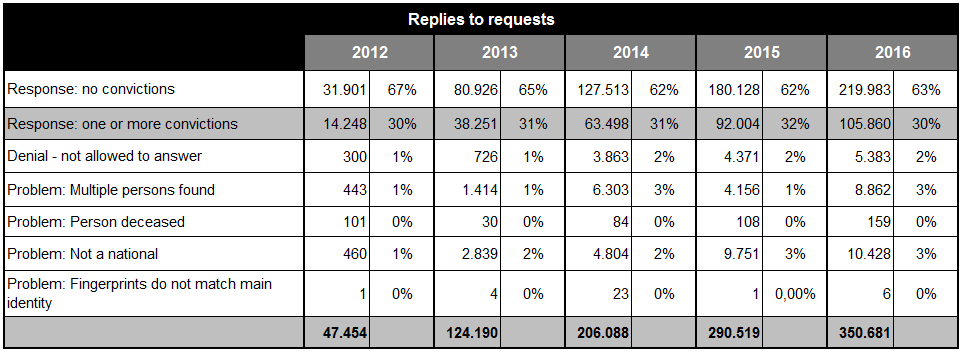 Replies to requests
2012 2013 2014 2015 2016
Response: no convictions 31.901 67% 80.926 65% 127.513 62% 180.128 62% 219.983 63%
Response: one or more convictions 14.248 30% 38.251 31% 63.498 31% 92.004 32% 105.860 30%
Denial - not allowed to answer 300 1% 726 1% 3.863 2% 4.371 2% 5.383 2%
Problem: Multiple persons found 443 1% 1.414 1% 6.303 3% 4.156 1% 8.862 3%
Problem: Person deceased 101 0% 30 0% 84 0% 108 0% 159 0%
Problem: Not a national 460 1% 2.839 2% 4.804 2% 9.751 3% 10.428 3%
Problem: Fingerprints do not match main
identity 1 0% 4 0% 23 0% 1 0,00% 6 0%
47.454 124.190 206.088 290.519 350.681